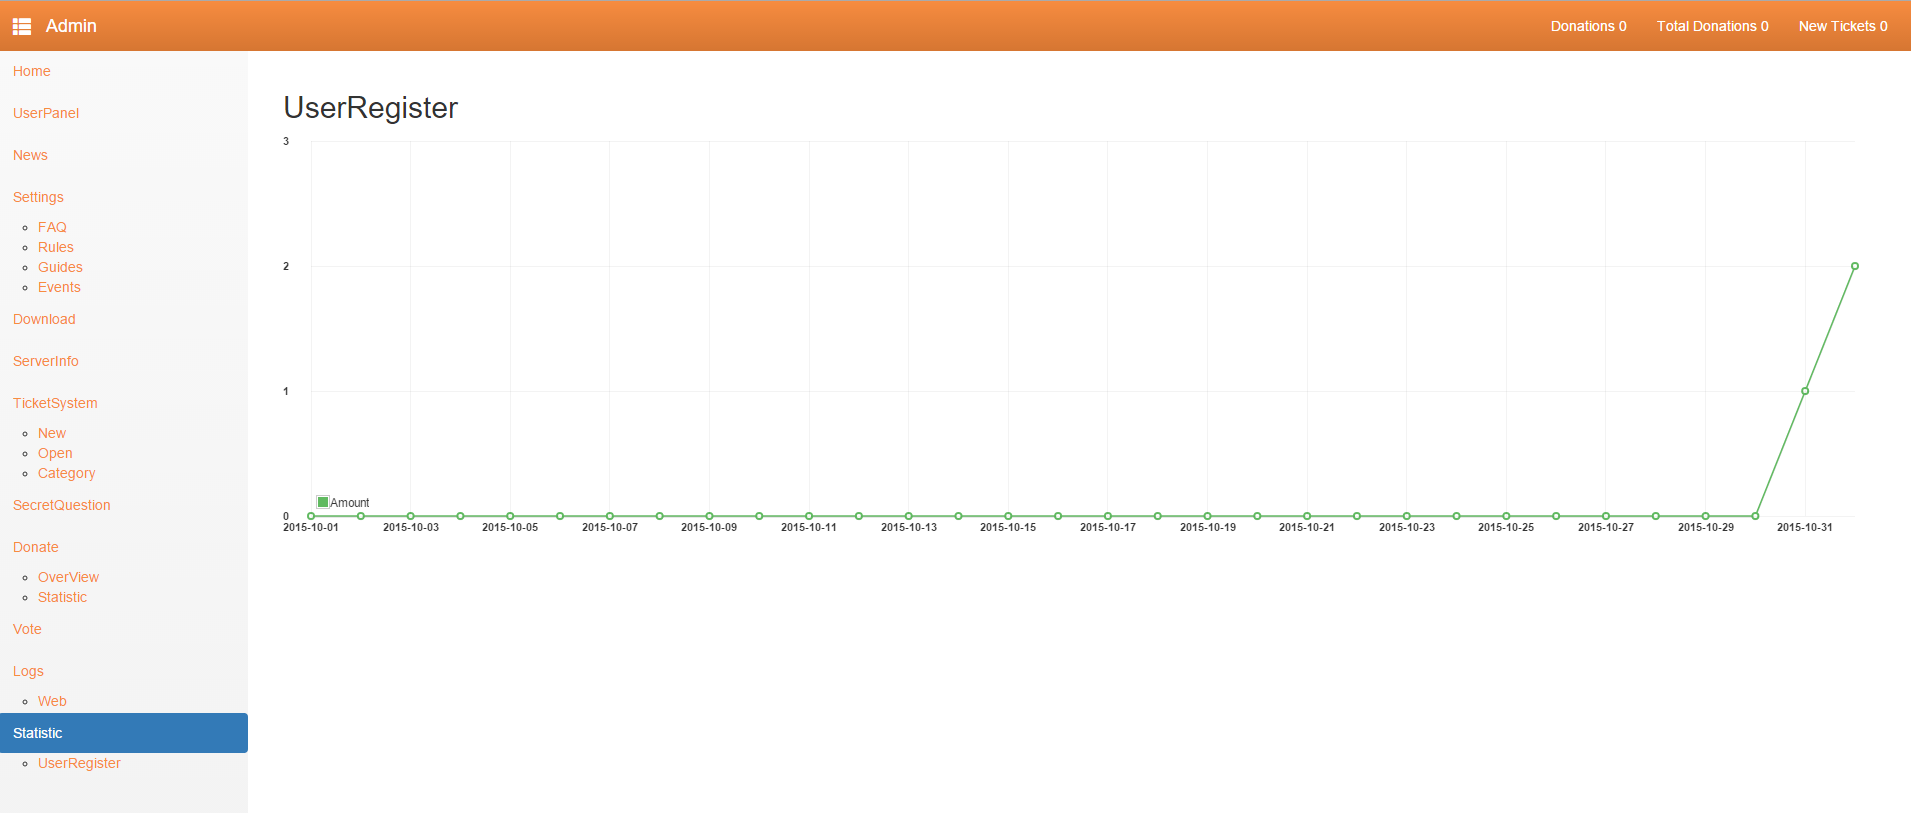 Admin
Donations 0 Total Donations 0 New Tickets 0
Home
UserPanel
News
Settings
FAQ
Rules
Guides
Events
Download
ServerInfo
TicketSystem
New
Open
Category
SecretQuestion
Donate
OverView
Statistic
Vote
Logs
Web
Statistic
UserRegister
UserRegister
3
2
1
0
Amount
2015-10-01 2015-10-03 2015-10-05 2015-10-07 2015-10-09 2015-10-11 2015-10-13 2015-10-15 2015-10-17 2015-10-19 2015-10-21 2015-10-23 2015-10-25 2015-10-27 2015-10-29 2015-10-31